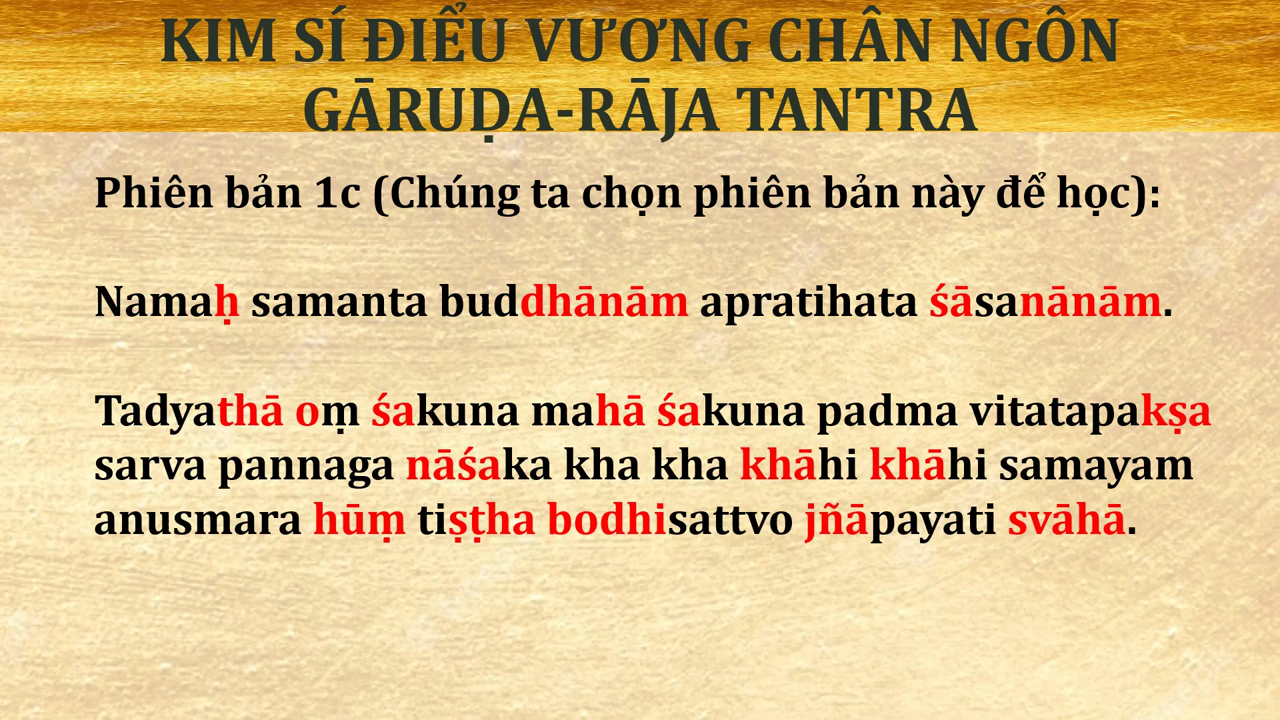 KIM SÍ ĐIỂU VƯƠNG CHÂN NGÔN
GĀRUḌA-RĀJA TANTRA
Phiên bản 1c (Chúng ta chọn phiên bản này để học):
Namaḥ samanta buddhānām apratihata śāsanānām.
Tadyathā oṃ śakuna mahā śakuna padma vitatapakṣa
sarva pannaga nāśaka kha kha khāhi khāhi samayam
anusmara hūṃ tiṣṭha bodhisattvo jñāpayati svāhā.